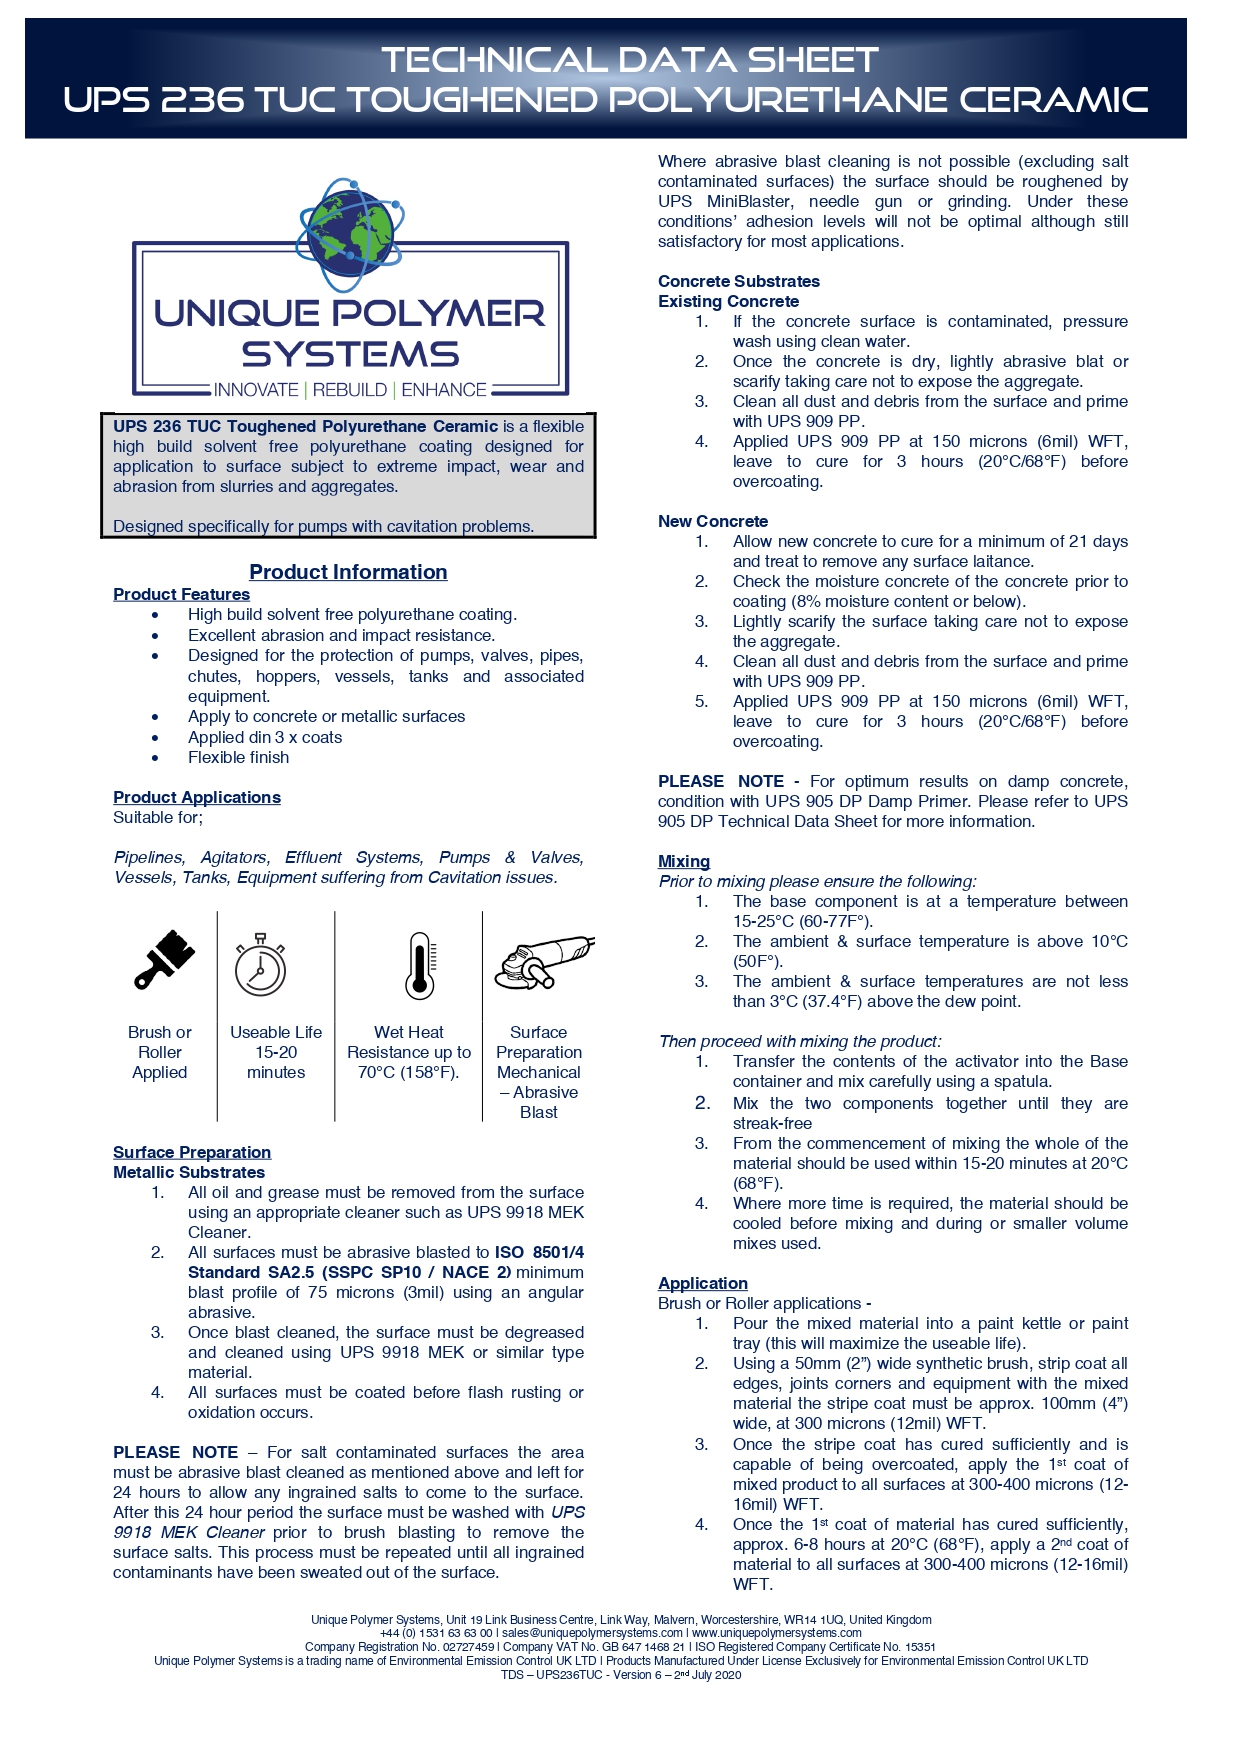 TECHNICAL DATA SHEET
UPS 236 TUC TOUGHENED POLYURETHANE CERAMIC
UNIQUE POLYMER
SYSTEMS
INNOVATE | REBUILD | ENHANCE
UPS 236 TUC Toughened Polyurethane Ceramic is a flexible
high build solvent free polyurethane coating designed for
application to surface subject to extreme impact, wear and
abrasion from slurries and aggregates.
Designed specifically for pumps with cavitation problems.
Product Information
Product Features
• High build solvent free polyurethane coating.
• Excellent abrasion and impact resistance.
• Designed for the protection of pumps, valves, pipes,
chutes, hoppers, vessels, tanks and associated
equipment.
• Apply to concrete or metallic surfaces
• Applied din 3 x coats
• Flexible finish
Product Applications
Suitable for;
Pipelines, Agitators, Effluent Systems, Pumps & Valves,
Vessels, Tanks, Equipment suffering from Cavitation issues.
Brush or
Roller
Applied
Useable Life
15-20
minutes
Wet Heat
Resistance up to
70°C (158°F).
Surface
Preparation
Mechanical
– Abrasive
Blast
Surface Preparation
Metallic Substrates
1. All oil and grease must be removed from the surface
using an appropriate cleaner such as UPS 9918 MEK
Cleaner.
2. All surfaces must be abrasive blasted to ISO 8501/4
Standard SA2.5 (SSPC SP10 / NACE 2) minimum
blast profile of 75 microns (3mil) using an angular
abrasive.
3. Once blast cleaned, the surface must be degreased
and cleaned using UPS 9918 MEK or similar type
material.
4. All surfaces must be coated before flash rusting or
oxidation occurs.
PLEASE NOTE – For salt contaminated surfaces the area
must be abrasive blast cleaned as mentioned above and left for
24 hours to allow any ingrained salts to come to the surface.
After this 24 hour period the surface must be washed with UPS
9918 MEK Cleaner prior to brush blasting to remove the
surface salts. This process must be repeated until all ingrained
contaminants have been sweated out of the surface.
Where abrasive blast cleaning is not possible (excluding salt
contaminated surfaces) the surface should be roughened by
UPS MiniBlaster, needle gun or grinding. Under these
conditions’ adhesion levels will not be optimal although still
satisfactory for most applications.
Concrete Substrates
Existing Concrete
1. If the concrete surface is contaminated, pressure
wash using clean water.
2. Once the concrete is dry, lightly abrasive blat or
scarify taking care not to expose the aggregate.
3. Clean all dust and debris from the surface and prime
with UPS 909 PP.
4. Applied UPS 909 PP at 150 microns (6mil) WFT,
leave to cure for 3 hours (20°C/68°F) before
overcoating.
New Concrete
1. Allow new concrete to cure for a minimum of 21 days
and treat to remove any surface laitance.
2. Check the moisture concrete of the concrete prior to
coating (8% moisture content or below).
3. Lightly scarify the surface taking care not to expose
the aggregate.
4. Clean all dust and debris from the surface and prime
with UPS 909 PP.
5. Applied UPS 909 PP at 150 microns (6mil) WFT,
leave to cure for 3 hours (20°C/68°F) before
overcoating.
PLEASE NOTE - For optimum results on damp concrete,
condition with UPS 905 DP Damp Primer. Please refer to UPS
905 DP Technical Data Sheet for more information.
Mixing
Prior to mixing please ensure the following:
1. The base component is at a temperature between
15-25°C (60-77F°).
2. The ambient & surface temperature is above 10°C
(50F°).
3. The ambient & surface temperatures are not less
than 3°C (37.4°F) above the dew point.
Then proceed with mixing the product:
1. Transfer the contents of the activator into the Base
container and mix carefully using a spatula.
2. Mix the two components together until they are
streak-free
3. From the commencement of mixing the whole of the
material should be used within 15-20 minutes at 20°C
(68°F).
4. Where more time is required, the material should be
cooled before mixing and during or smaller volume
mixes used.
Application
Brush or Roller applications -
1. Pour the mixed material into a paint kettle or paint
tray (this will maximize the useable life).
2. Using a 50mm (2”) wide synthetic brush, strip coat all
edges, joints corners and equipment with the mixed
material the stripe coat must be approx. 100mm (4”)
wide, at 300 microns (12mil) WFT.
3. Once the stripe coat has cured sufficiently and is
capable of being overcoated, apply the 1st coat of
mixed product to all surfaces at 300-400 microns (12-
16mil) WFT.
4. Once the 1st coat of material has cured sufficiently,
approx. 6-8 hours at 20°C (68°F), apply a 2nd coat of
material to all surfaces at 300-400 microns (12-16mil)
WFT.
Unique Polymer Systems, Unit 19 Link Business Centre, Link Way, Malvern, Worcestershire, WR14 1UQ, United Kingdom
+44 (0) 1531 63 63 00 | sales@uniquepolymersystems.com | www.uniquepolymersystems.com
Company Registration No. 02727459 | Company VAT No. GB 647 1468 21 | ISO Registered Company Certificate No. 15351
Unique Polymer Systems is a trading name of Environmental Emission Control UK LTD | Products Manufactured Under License Exclusively for Environmental Emission Control UK LTD
TDS – UPS236TUC - Version 6 – 2nd July 2020